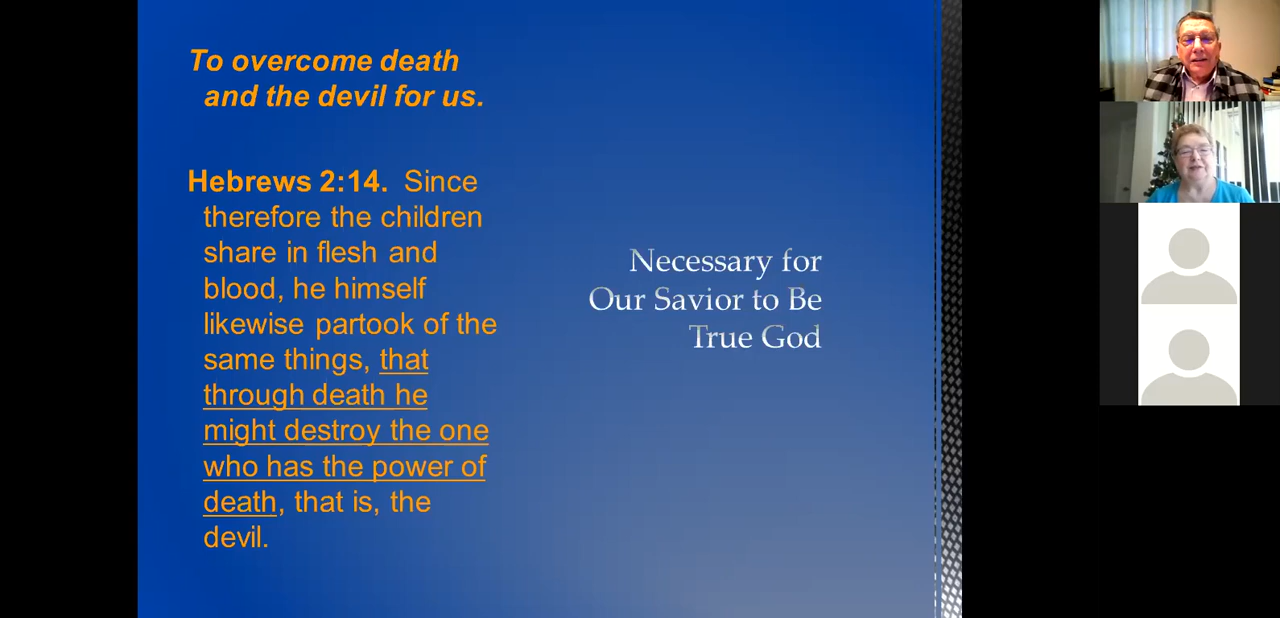 To overcome death
and the devil for us.
Hebrews 2:14. Since
therefore the children
share in flesh and
blood, he himself
likewise partook of the
same things, that
through death he
might destroy the one
who has the power of
death, that is, the
devil.
Necessary for
Our Savior to Be
True God